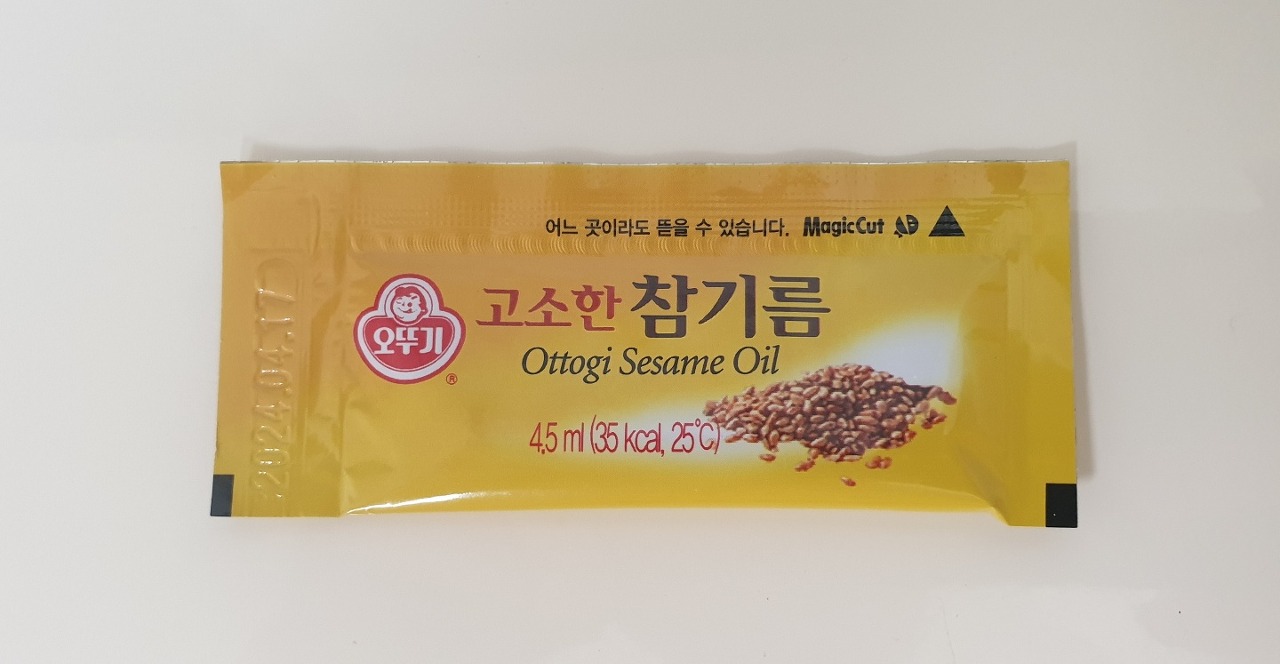 어느 곳이라도 뜯을 수 있습니다. MagicCut
오뚜기
®
고소한 참기름
Ottogi Sesame Oil
4.5 ml (35 kcal, 25℃)
2024.04.17